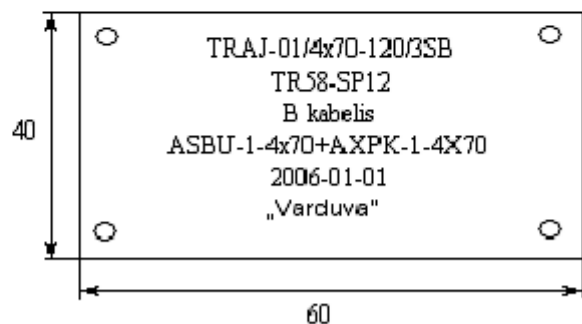 TRAJ-01/4x70-120/3SB
TR58-SP12
B kabelis
40
ASBU-1-4x70+AXPK-1-4X70
2006-01-01
„Varduva"
60